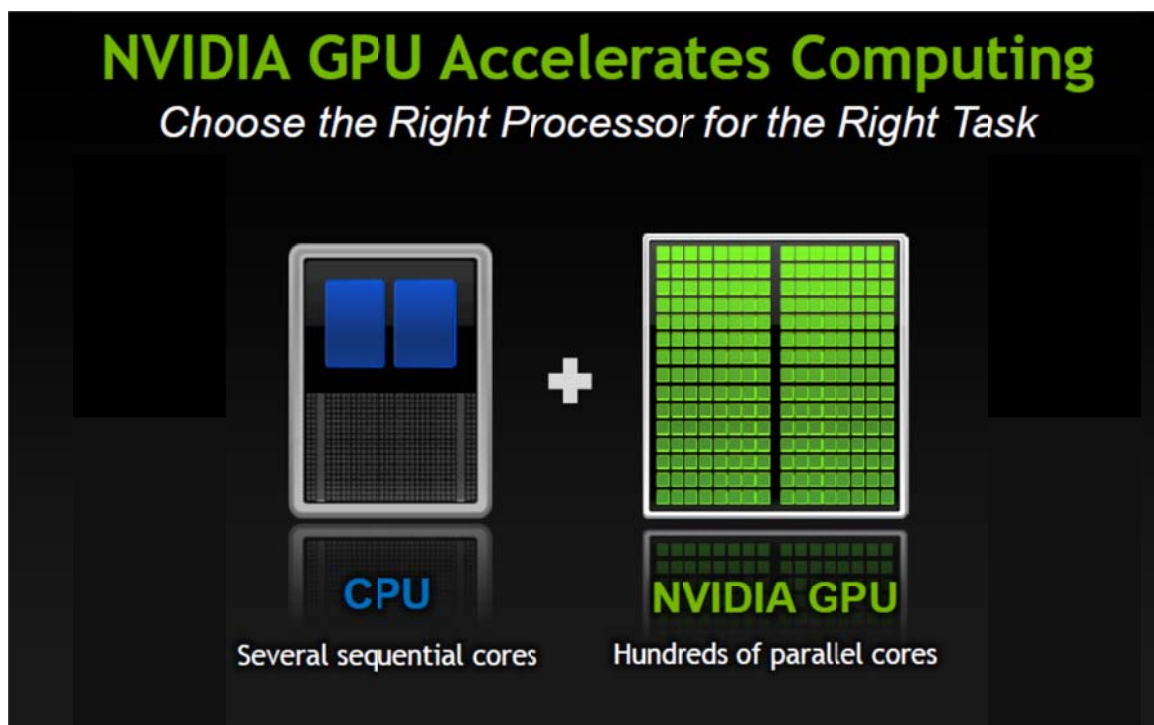 NVIDIA GPU Accelerates Computing
Choose the Right Processor for the Right Task
CPU
Several sequential cores
NVIDIA GPU
Hundreds of parallel cores